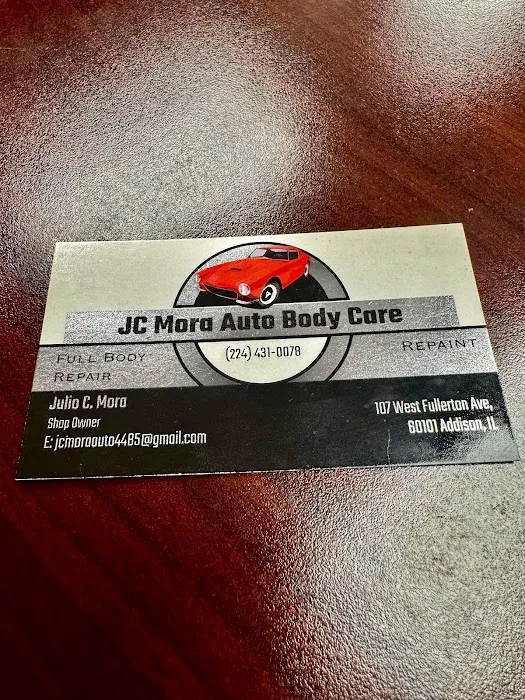 JC Mora Auto Body Care
(224) 431-0078
FULL BODY
REPAIR
REPAINT
Julio C. Mora
Shop Owner
E: jcmoraauto4485@gmail.com
107 West Fullerton Ave,
60101 Addison, IL